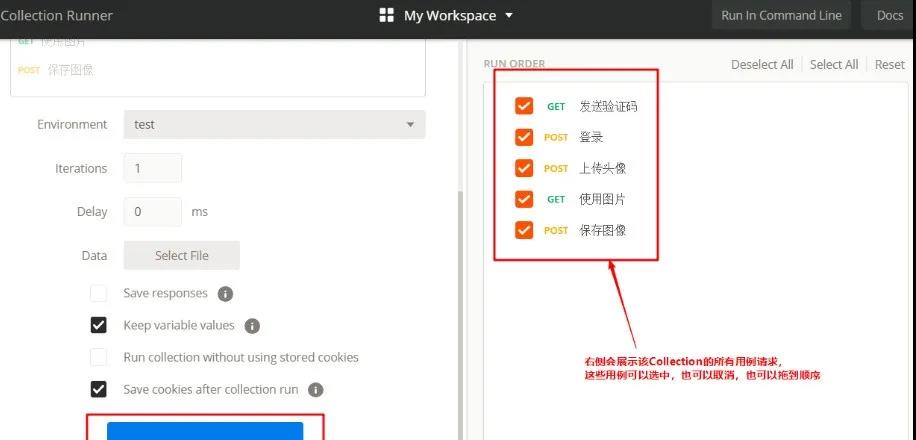 Collection Runner
My Workspace
Run In Command Line
Docs
GET 使用图片
POST 保存图像
Environment
test
Iterations
1
Delay
0
ms
Data
Select File
Save responses
Keep variable values
Run collection without using stored cookies
Save cookies after collection run
RUN ORDER
Deselect All
Select All
Reset
GET 发送验证码
POST 登录
POST 上传头像
GET 使用图片
POST 保存图像
右侧会展示该Collection的所有用例请求,
这些用例可以选中，也可以取消，也可以拖到顺序